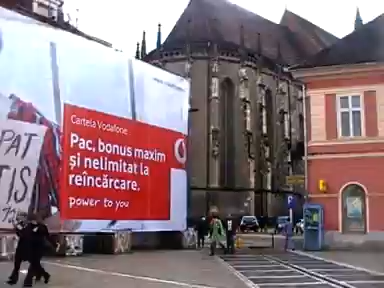 Cartela Vodafone
Pac, bonus maxim
și nelimitat la
reîncărcare.
power to you
PAT
TIS